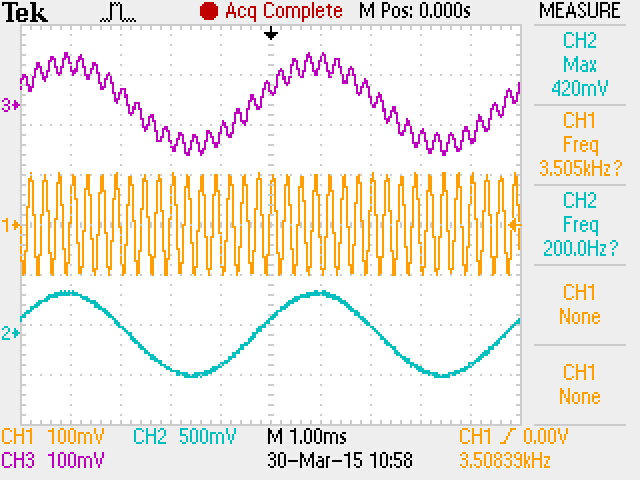 Tek Acq Complete M Pos: 0.000s MEASURE
CH2
Max
420mV
CH1
Freq
3.505kHz?
CH2
Freq
200.0Hz?
CH1
None
CH1
None
3
1
2
CH1 100mV CH2 500mV M 1.00ms CH1 0.00V
CH3 100mV 30-Mar-15 10:58 3.50839kHz